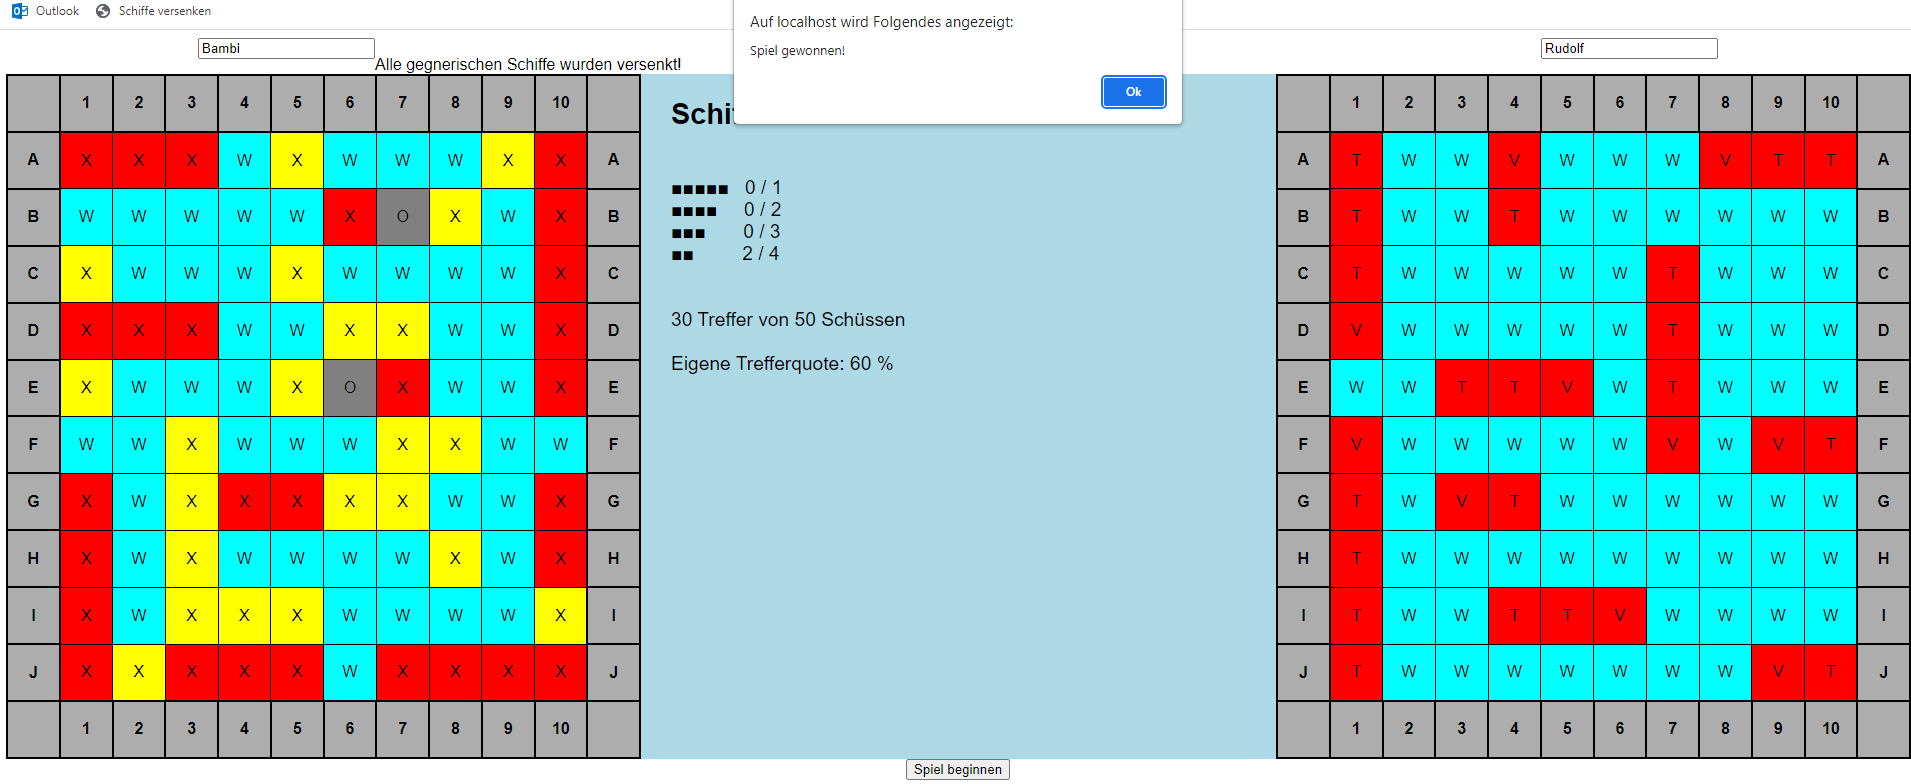 Outlook Schiffe versenken
Auf localhost wird Folgendes angezeigt:
Spiel gewonnen!
Ok
Bambi
Alle gegnerischen Schiffe wurden versenkt!
Rudolf
1 2 3 4 5 6 7 8 9 10
A X X X W X W W W X X A
B W W W W W X O X W X B
C X W W W X W W W W X C
D X X X W W X X W W X D
E X W W W X O X W W X E
F W W X W W W X X W W F
G X W X X X X X W W X G
H X W X W W W W X W X H
I X W X X X W W W W X I
J X X X X X W X X X X J
1 2 3 4 5 6 7 8 9 10
0 / 1
0 / 2
0 / 3
2 / 4
30 Treffer von 50 Schüssen
Eigene Trefferquote: 60 %
1 2 3 4 5 6 7 8 9 10
A T W W V W W W V T T A
B T W W T W W W W W W B
C T W W W W W T W W W C
D V W W W W W T W W W D
E W W T T V W T W W W E
F V W W W W W V W V T F
G T W V T W W W W W W G
H T W W W W W W W W W H
I T W W T T V W W W W I
J T W W W W W W W V T J
1 2 3 4 5 6 7 8 9 10
Spiel beginnen